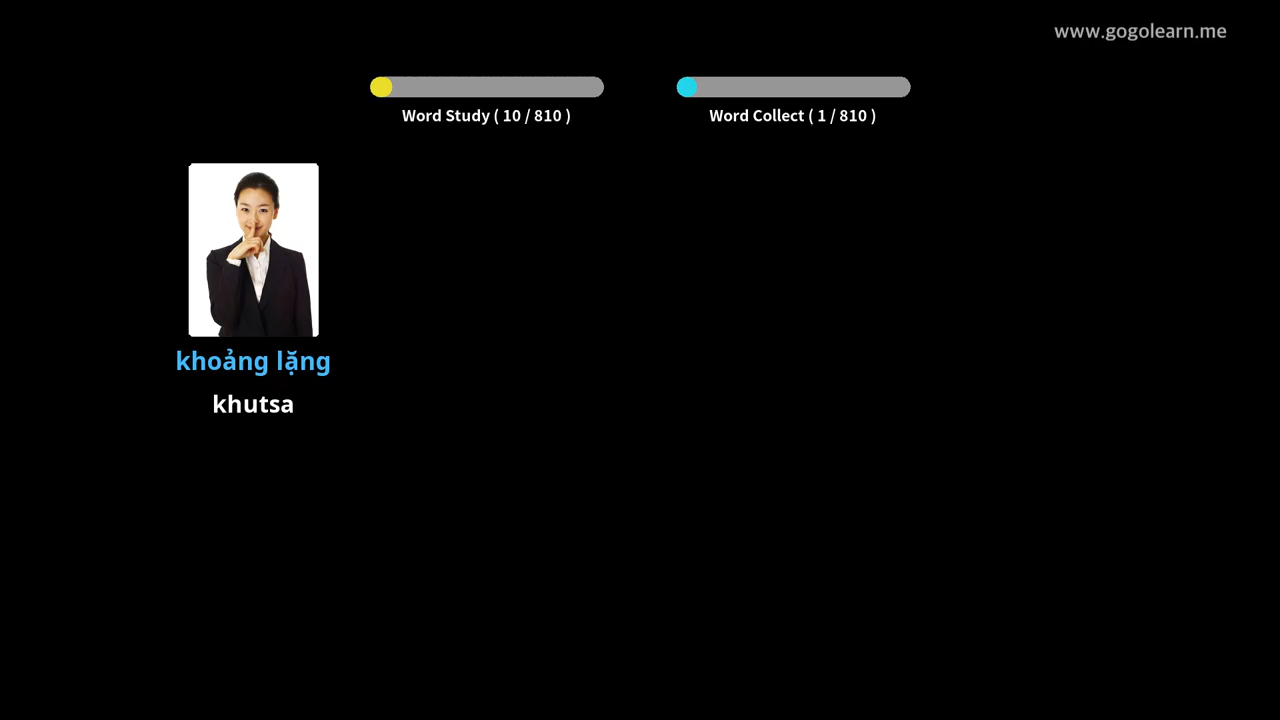 www.gogolearn.me
Word Study ( 10 / 810 )
Word Collect ( 1 / 810 )
khoảng lặng
khutsa